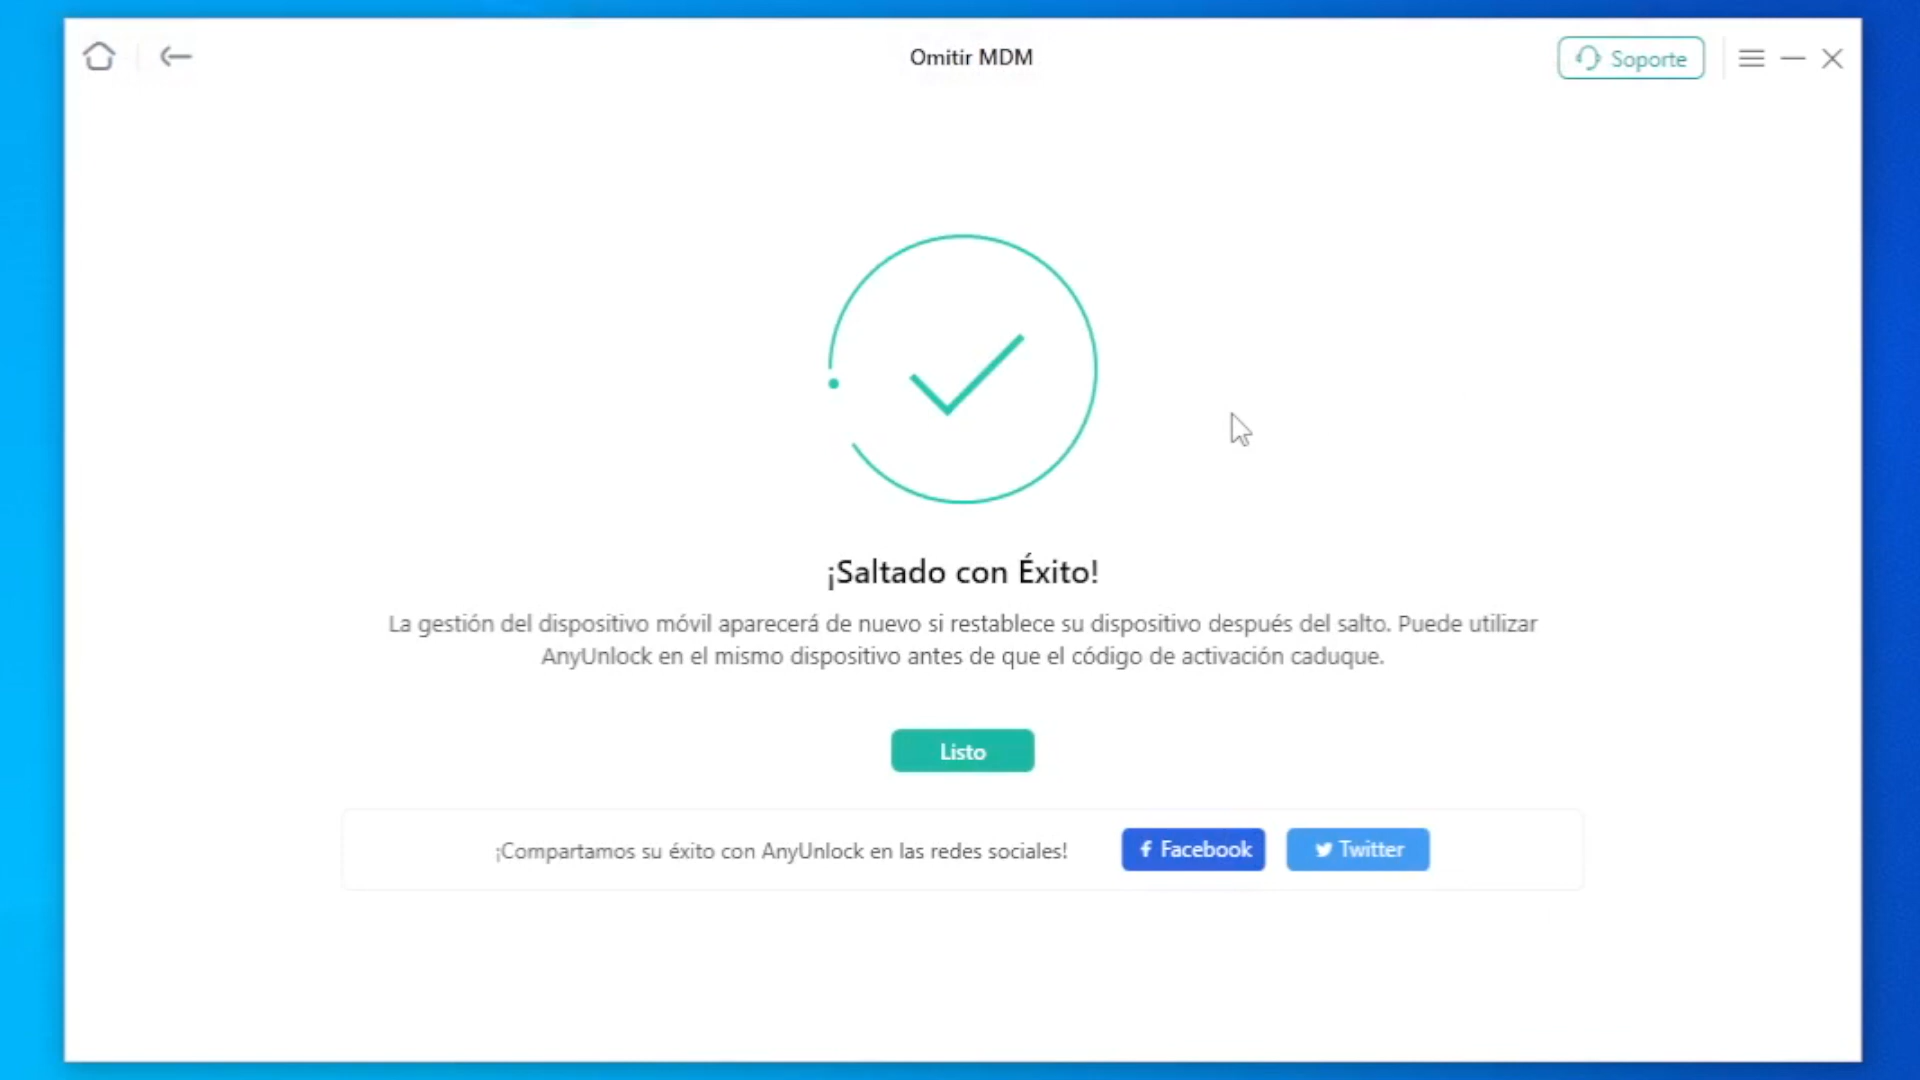 Omitir MDM
Soporte
¡Saltado con Éxito!
La gestión del dispositivo móvil aparecerá de nuevo si restablece su dispositivo después del salto. Puede utilizar
AnyUnlock en el mismo dispositivo antes de que el código de activación caduque.
Listo
¡Compartamos su éxito con AnyUnlock en las redes sociales!
Facebook
Twitter